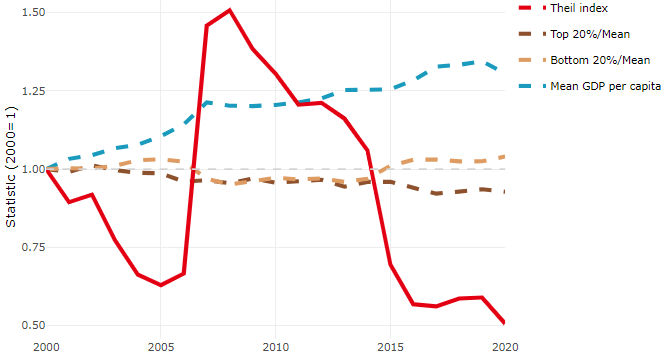 1.50
1.25
1.00
0.75
0.50
Statistic (2000=1)
2000 2005 2010 2015 2020
Theil index
Top 20%/Mean
Bottom 20%/Mean
Mean GDP per capita